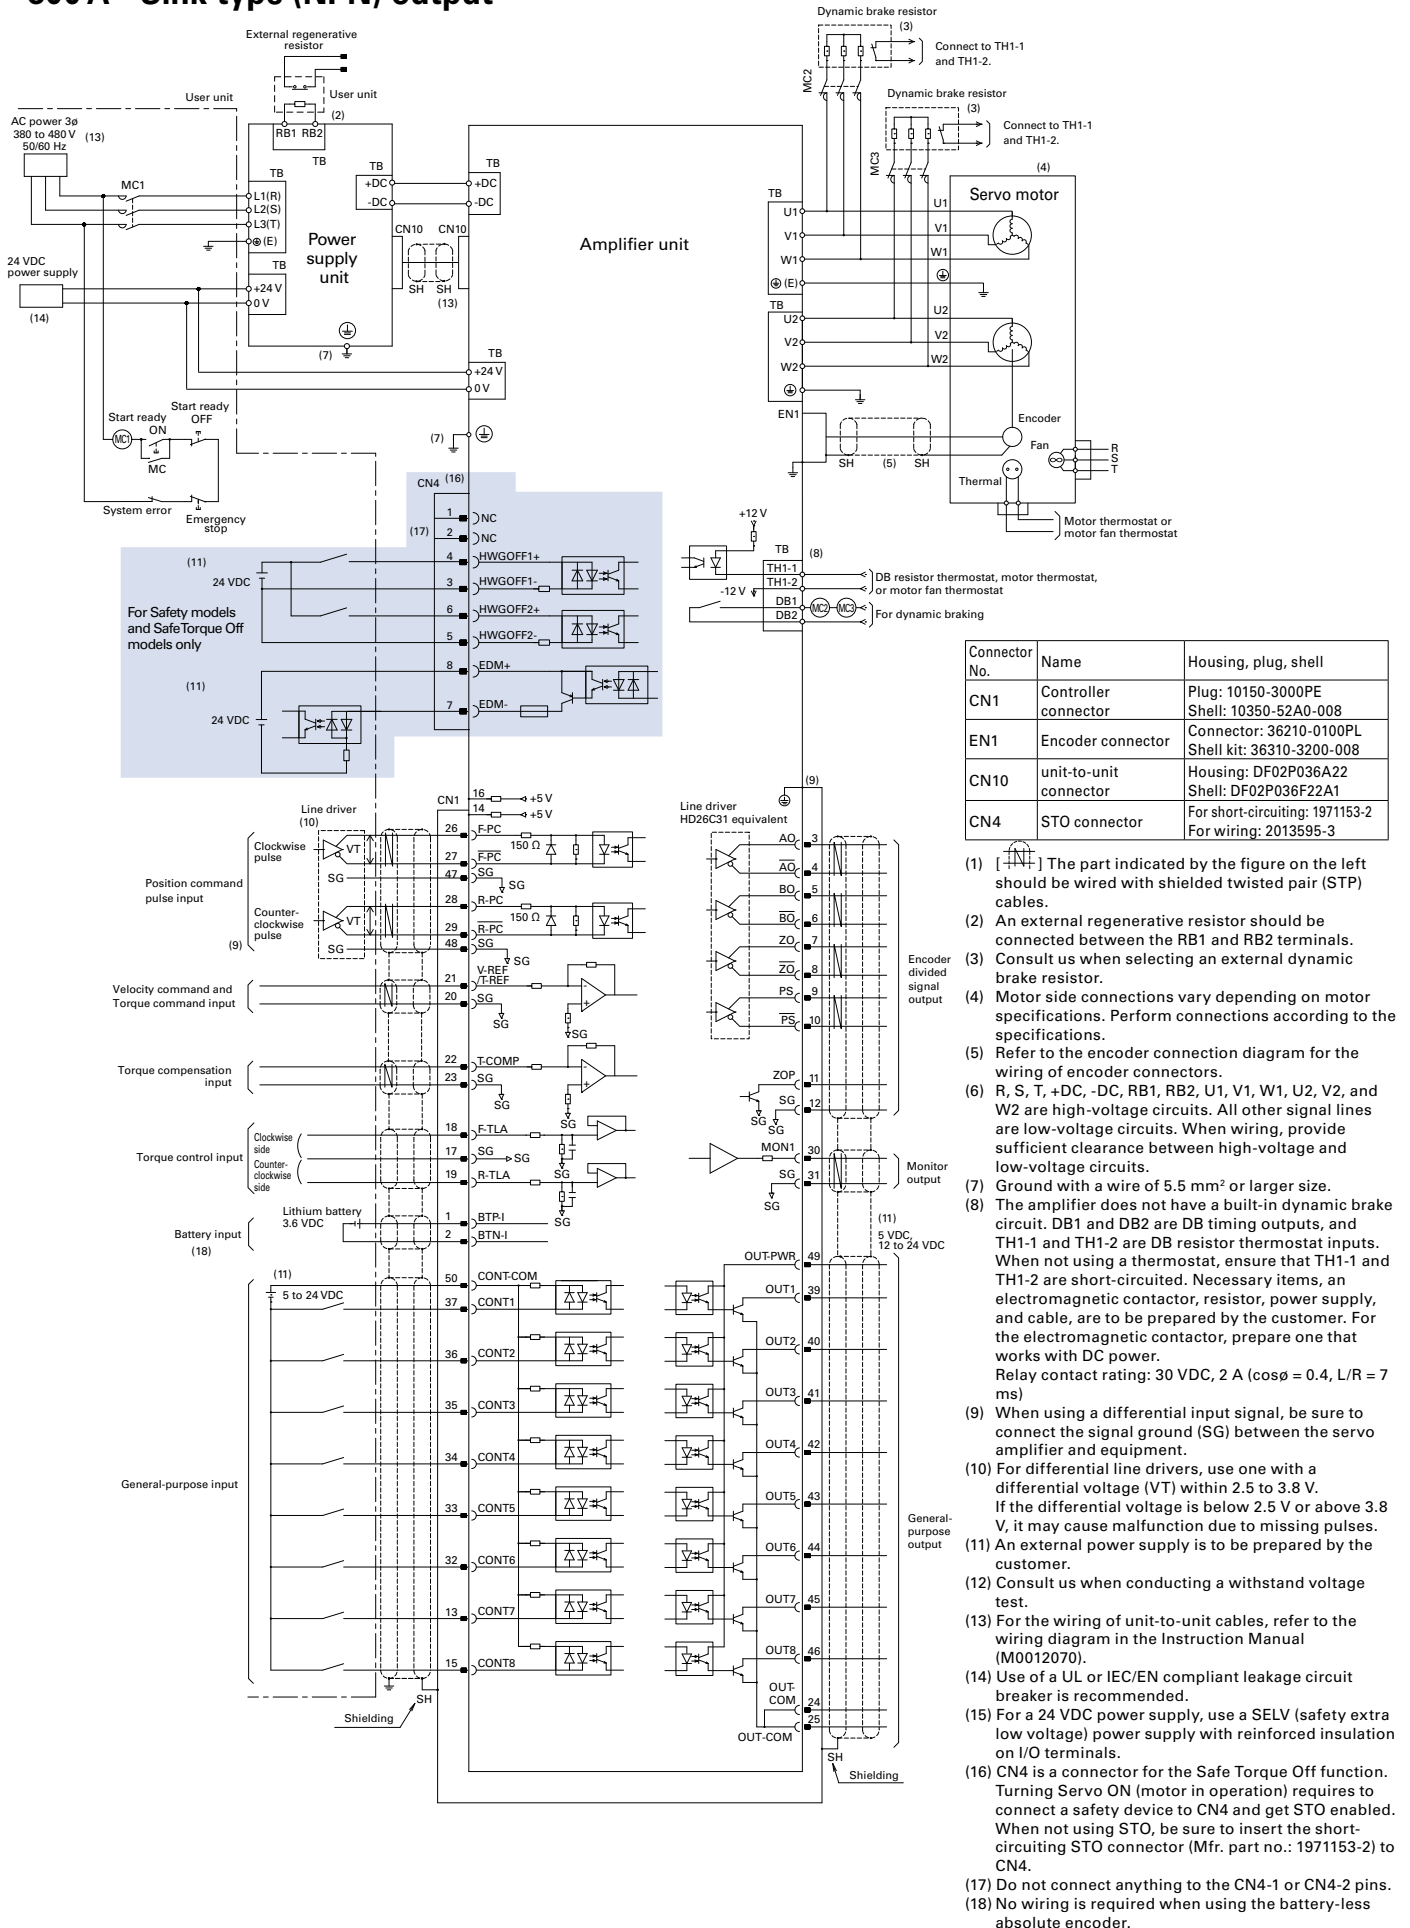 External regenerative
resistor
User unit
(2)
User unit
AC power 3ø
380 to 480 V
50/60 Hz
(13)
MC1
RB1 RB2
TB
TB
L1(R)
L2(S)
L3(T)
(E)
TB
+24 V
0 V
TB
+DC
-DC
CN10
CN10
TB
+DC
-DC
Power
supply
unit
SH
SH
(13)
(7)
24 VDC
power supply
(14)
Amplifier unit
TB
+24 V
0 V
(7)
Start ready
ON
Start ready
OFF
MC1
MC
System error
Emergency
stop
Dynamic brake resistor
(3)
Connect to TH1-1
and TH1-2.
MC2
Dynamic brake resistor
(3)
Connect to TH1-1
and TH1-2.
MC3
(4)
Servo motor
TB
U1
V1
W1
(E)
U1
V1
W1
TB
U2
V2
W2
U2
V2
W2
EN1
SH
(5)
SH
Encoder
Fan
R
S
T
Thermal
Motor thermostat or
motor fan thermostat
+12 V
-12 V
TB
(8)
TH1-1
TH1-2
DB1
DB2
DB resistor thermostat, motor thermostat,
or motor fan thermostat
MC2
MC3
For dynamic braking
CN4
(16)
(17)
1 NC
2 NC
4 HWGOFF1+
3 HWGOFF1-
6 HWGOFF2+
5 HWGOFF2-
8 EDM+
7 EDM-
(11)
24 VDC
For Safety models
and Safe Torque Off
models only
(11)
24 VDC
CN1
16 +5 V
14 +5 V
Line driver
(10)
Clockwise
pulse
VT
SG
26 F-PC
150 Ω
27 F-PC
47 SG
SG
Position command
pulse input
Counter-
clockwise
pulse
VT
SG
(9)
28 R-PC
150 Ω
29 R-PC
48 SG
SG
Velocity command and
Torque command input
21 V-REF
/T-REF
20 SG
SG
SG
Torque compensation
input
22 T-COMP
23 SG
SG
SG
Torque control input
Clockwise
side
Counter-
clockwise
side
18 F-TLA
17 SG
SG
SG
19 R-TLA
SG
Battery input
(18)
Lithium battery
3.6 VDC
1 BTP-I
2 BTN-I
General-purpose input
(11)
5 to 24 VDC
50 CONT-COM
37 CONT1
36 CONT2
35 CONT3
34 CONT4
33 CONT5
32 CONT6
13 CONT7
15 CONT8
SH
Shielding
(9)
Line driver
HD26C31 equivalent
AO 3
AO 4
BO 5
BO 6
ZO 7
ZO 8
PS 9
PS 10
Encoder
divided
signal
output
ZOP 11
SG 12
SG
SG
MON1 30
SG 31
SG
Monitor
output
(11)
5 VDC,
12 to 24 VDC
OUT-PWR 49
OUT1 39
OUT2 40
OUT3 41
OUT4 42
OUT5 43
OUT6 44
OUT7 45
OUT8 46
OUT-
COM 24
25
OUT-COM
General-
purpose
output
SH
Shielding
Connector
No.
Name
Housing, plug, shell
CN1
Controller
connector
Plug: 10150-3000PE
Shell: 10350-52A0-008
EN1
Encoder connector
Connector: 36210-0100PL
Shell kit: 36310-3200-008
CN10
unit-to-unit
connector
Housing: DF02P036A22
Shell: DF02P036F22A1
CN4
STO connector
For short-circuiting: 1971153-2
For wiring: 2013595-3
(1) [ ] The part indicated by the figure on the left
should be wired with shielded twisted pair (STP)
cables.
(2) An external regenerative resistor should be
connected between the RB1 and RB2 terminals.
(3) Consult us when selecting an external dynamic
brake resistor.
(4) Motor side connections vary depending on motor
specifications. Perform connections according to the
specifications.
(5) Refer to the encoder connection diagram for the
wiring of encoder connectors.
(6) R, S, T, +DC, -DC, RB1, RB2, U1, V1, W1, U2, V2, and
W2 are high-voltage circuits. All other signal lines
are low-voltage circuits. When wiring, provide
sufficient clearance between high-voltage and
low-voltage circuits.
(7) Ground with a wire of 5.5 mm² or larger size.
(8) The amplifier does not have a built-in dynamic brake
circuit. DB1 and DB2 are DB timing outputs, and
TH1-1 and TH1-2 are DB resistor thermostat inputs.
When not using a thermostat, ensure that TH1-1 and
TH1-2 are short-circuited. Necessary items, an
electromagnetic contactor, resistor, power supply,
and cable, are to be prepared by the customer. For
the electromagnetic contactor, prepare one that
works with DC power.
Relay contact rating: 30 VDC, 2 A (cosø = 0.4, L/R = 7
ms)
(9) When using a differential input signal, be sure to
connect the signal ground (SG) between the servo
amplifier and equipment.
(10) For differential line drivers, use one with a
differential voltage (VT) within 2.5 to 3.8 V.
If the differential voltage is below 2.5 V or above 3.8
V, it may cause malfunction due to missing pulses.
(11) An external power supply is to be prepared by the
customer.
(12) Consult us when conducting a withstand voltage
test.
(13) For the wiring of unit-to-unit cables, refer to the
wiring diagram in the Instruction Manual
(M0012070).
(14) Use of a UL or IEC/EN compliant leakage circuit
breaker is recommended.
(15) For a 24 VDC power supply, use a SELV (safety extra
low voltage) power supply with reinforced insulation
on I/O terminals.
(16) CN4 is a connector for the Safe Torque Off function.
Turning Servo ON (motor in operation) requires to
connect a safety device to CN4 and get STO enabled.
When not using STO, be sure to insert the short-
circuiting STO connector (Mfr. part no.: 1971153-2) to
CN4.
(17) Do not connect anything to the CN4-1 or CN4-2 pins.
(18) No wiring is required when using the battery-less
absolute encoder.